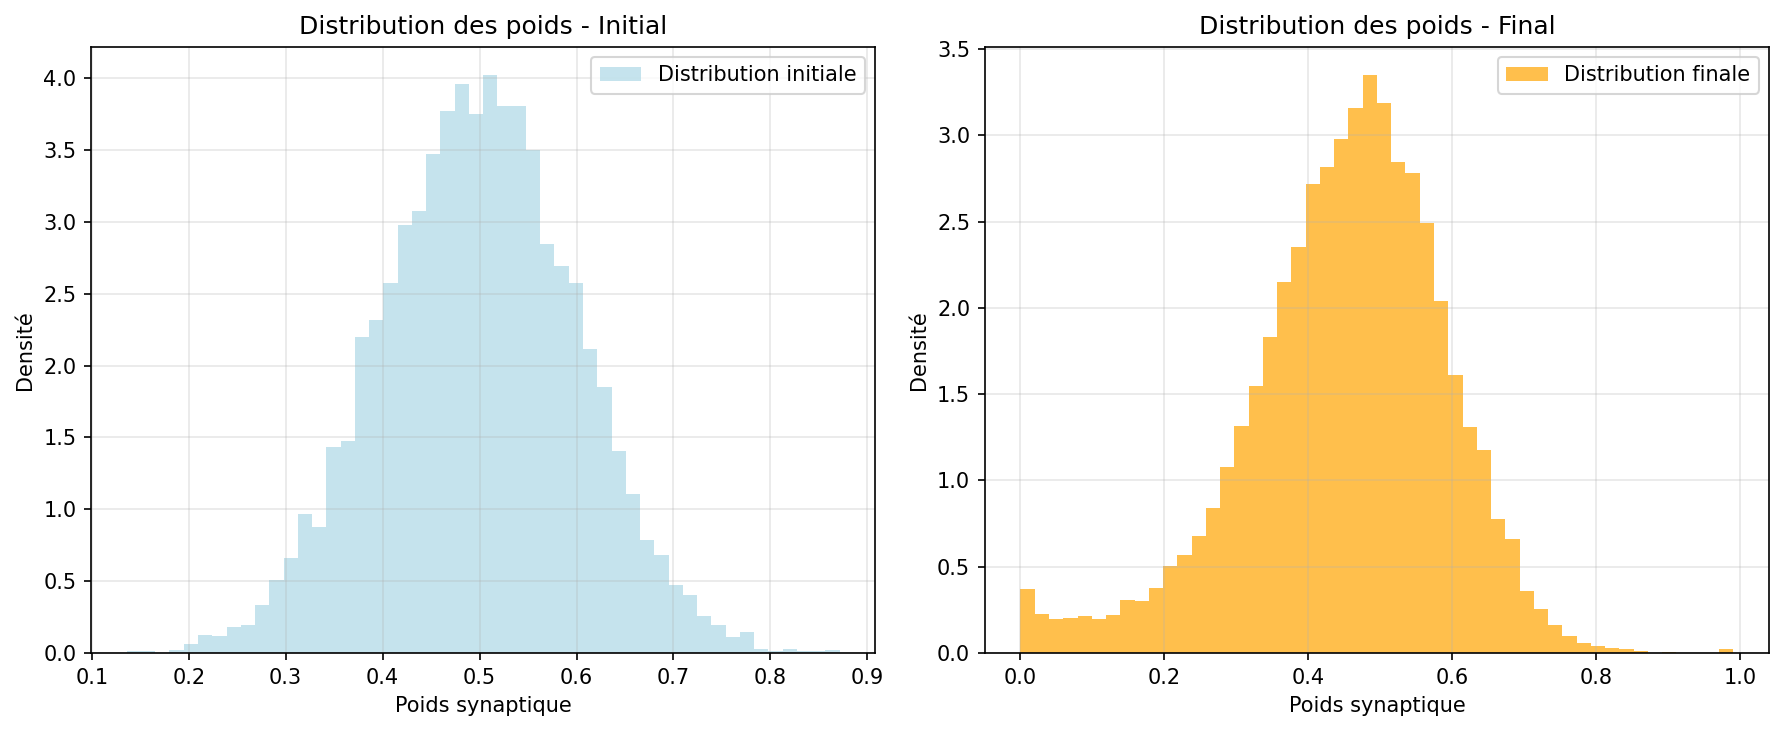 Distribution des poids - Initial
Distribution initiale
4.0
3.5
3.0
2.5
2.0
1.5
1.0
0.5
0.0
Densité
0.1 0.2 0.3 0.4 0.5 0.6 0.7 0.8 0.9
Poids synaptique
Distribution des poids - Final
Distribution finale
3.5
3.0
2.5
2.0
1.5
1.0
0.5
0.0
Densité
0.0 0.2 0.4 0.6 0.8 1.0
Poids synaptique